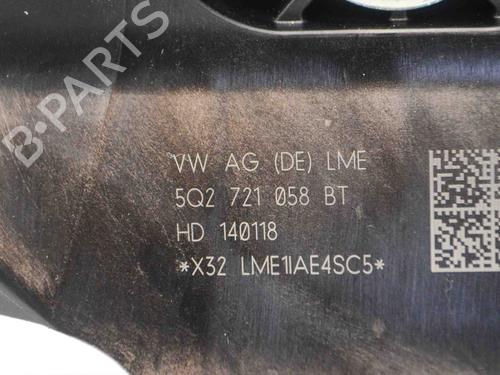 B-PARTS
VW AG (DE) LME
5Q2 721 058 BT
HD 140118
*X32 LME1IAE4SC5*